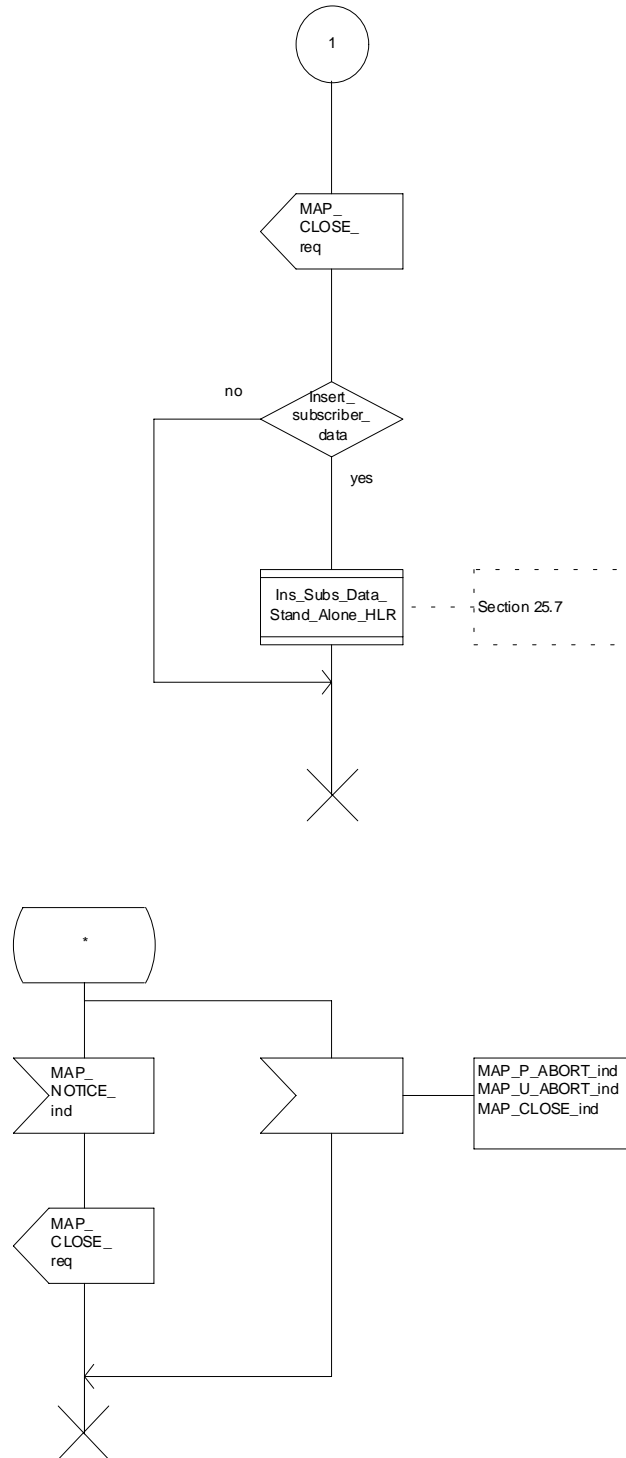 1
MAP_
CLOSE_
req
no
Insert_
subscriber_
data
yes
Ins_Subs_Data_
Stand_Alone_HLR
Section 25.7
*
MAP_
NOTICE_
ind
MAP_P_ABORT_ind
MAP_U_ABORT_ind
MAP_CLOSE_ind
MAP_
CLOSE_
req